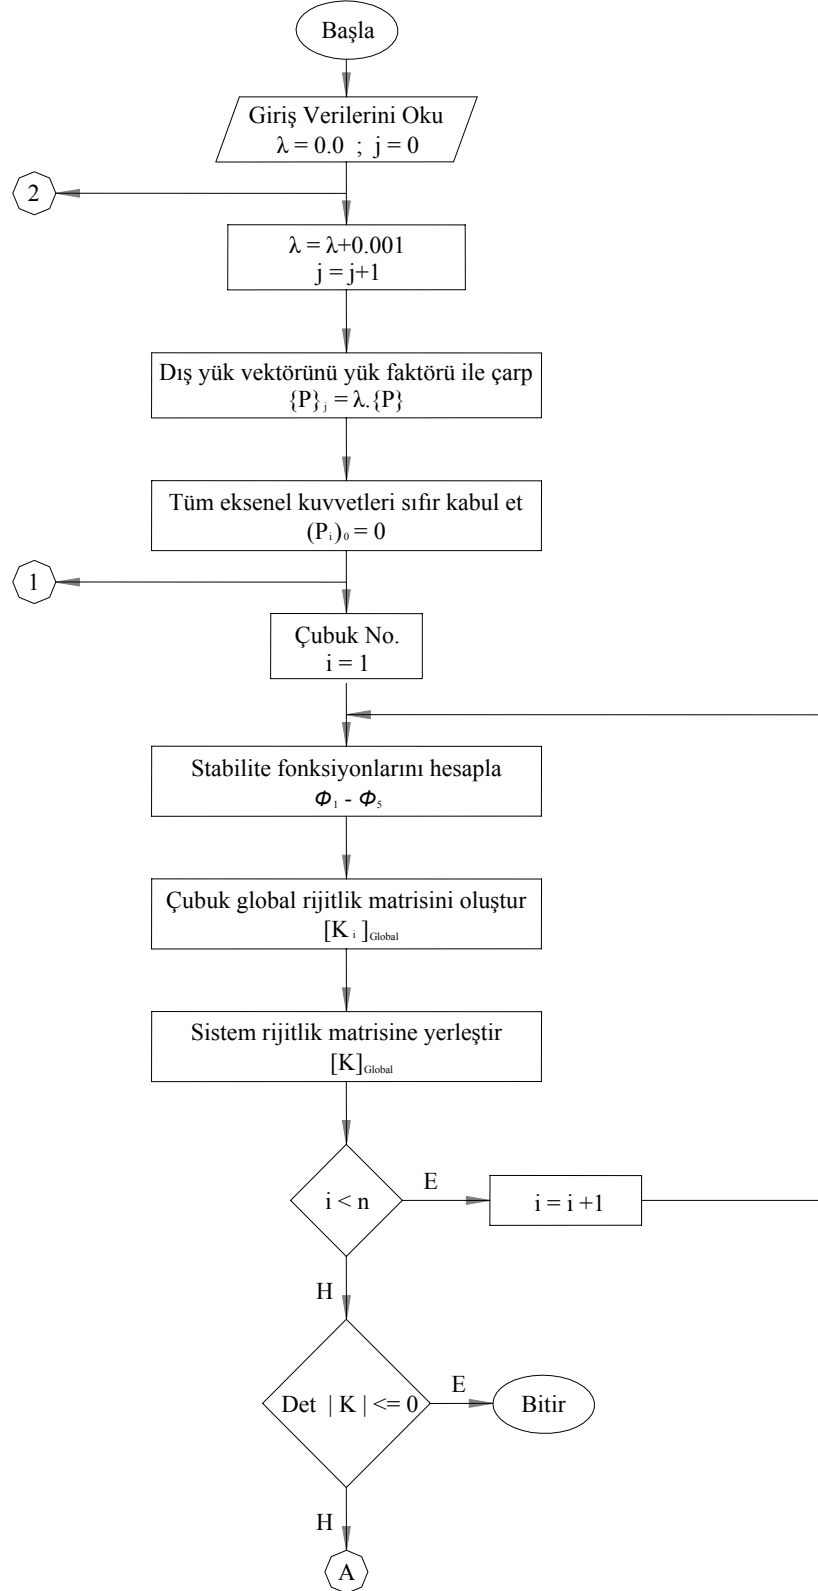 Başla
Giriş Verilerini Oku
λ = 0.0 ; j = 0
2
λ = λ+0.001
j = j+1
Dış yük vektörünü yük faktörü ile çarp
{P}j = λ.{P}
Tüm eksenel kuvvetleri sıfır kabul et
(Pi)0 = 0
1
Çubuk No.
i = 1
Stabilite fonksiyonlarını hesapla
Φ1 - Φ5
Çubuk global rijitlik matrisini oluştur
[K i ]Global
Sistem rijitlik matrisine yerleştir
[K]Global
i < n
E
i = i +1
H
Det | K | <= 0
E
Bitir
H
A